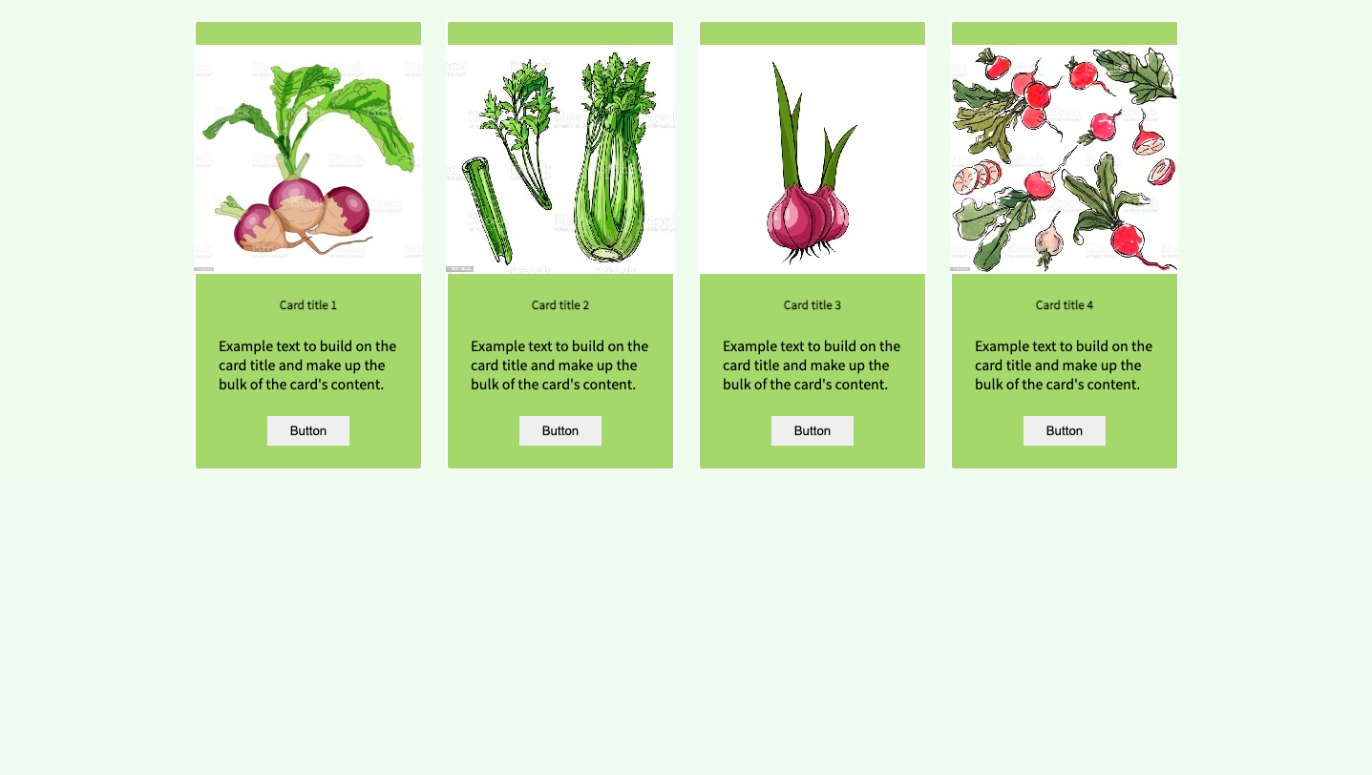 Card title 1
Example text to build on the
card title and make up the
bulk of the card's content.
Button
Card title 2
Example text to build on the
card title and make up the
bulk of the card's content.
Button
Card title 3
Example text to build on the
card title and make up the
bulk of the card's content.
Button
Card title 4
Example text to build on the
card title and make up the
bulk of the card's content.
Button